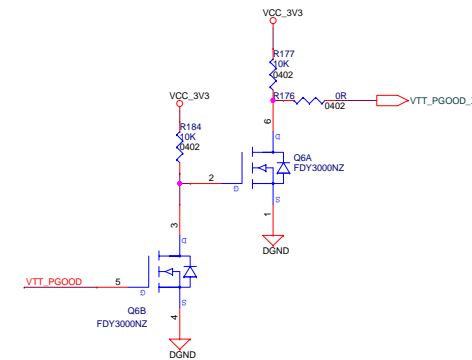 VCC_3V3
R177
10K
0402
VCC_3V3
R176
0R
0402
VTT_PGOOD_
R184
10K
0402
6
D
Q6A
FDY3000NZ
2
G
S
1
3
DGND
D
VTT_PGOOD
5
G
S
Q6B
4
FDY3000NZ
DGND